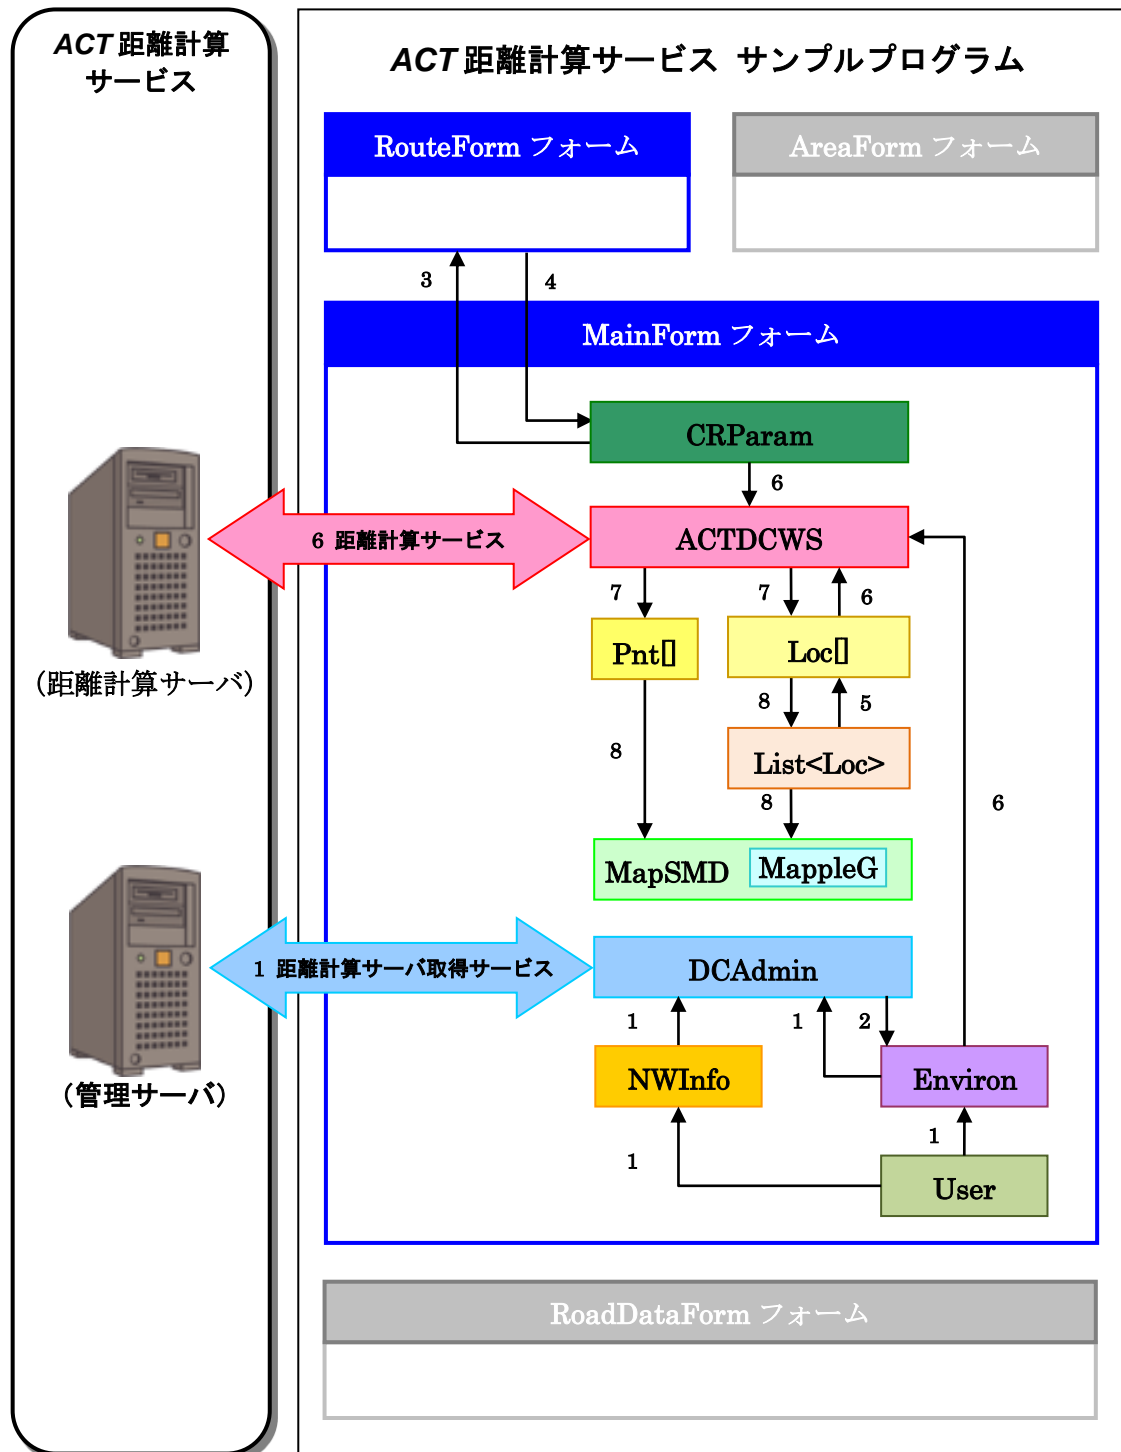 ACT 距離計算
サービス
ACT 距離計算サービス サンプルプログラム
RouteForm フォーム
AreaForm フォーム
3
4
MainForm フォーム
CRParam
6
6 距離計算サービス
ACTDCWS
7
7
6
Pnt[]
Loc[]
(距離計算サーバ)
8
5
8
List<Loc>
8
6
MapSMD
MappleG
1 距離計算サーバ取得サービス
DCAdmin
1
1
2
NWInfo
Environ
(管理サーバ)
1
1
User
RoadDataForm フォーム